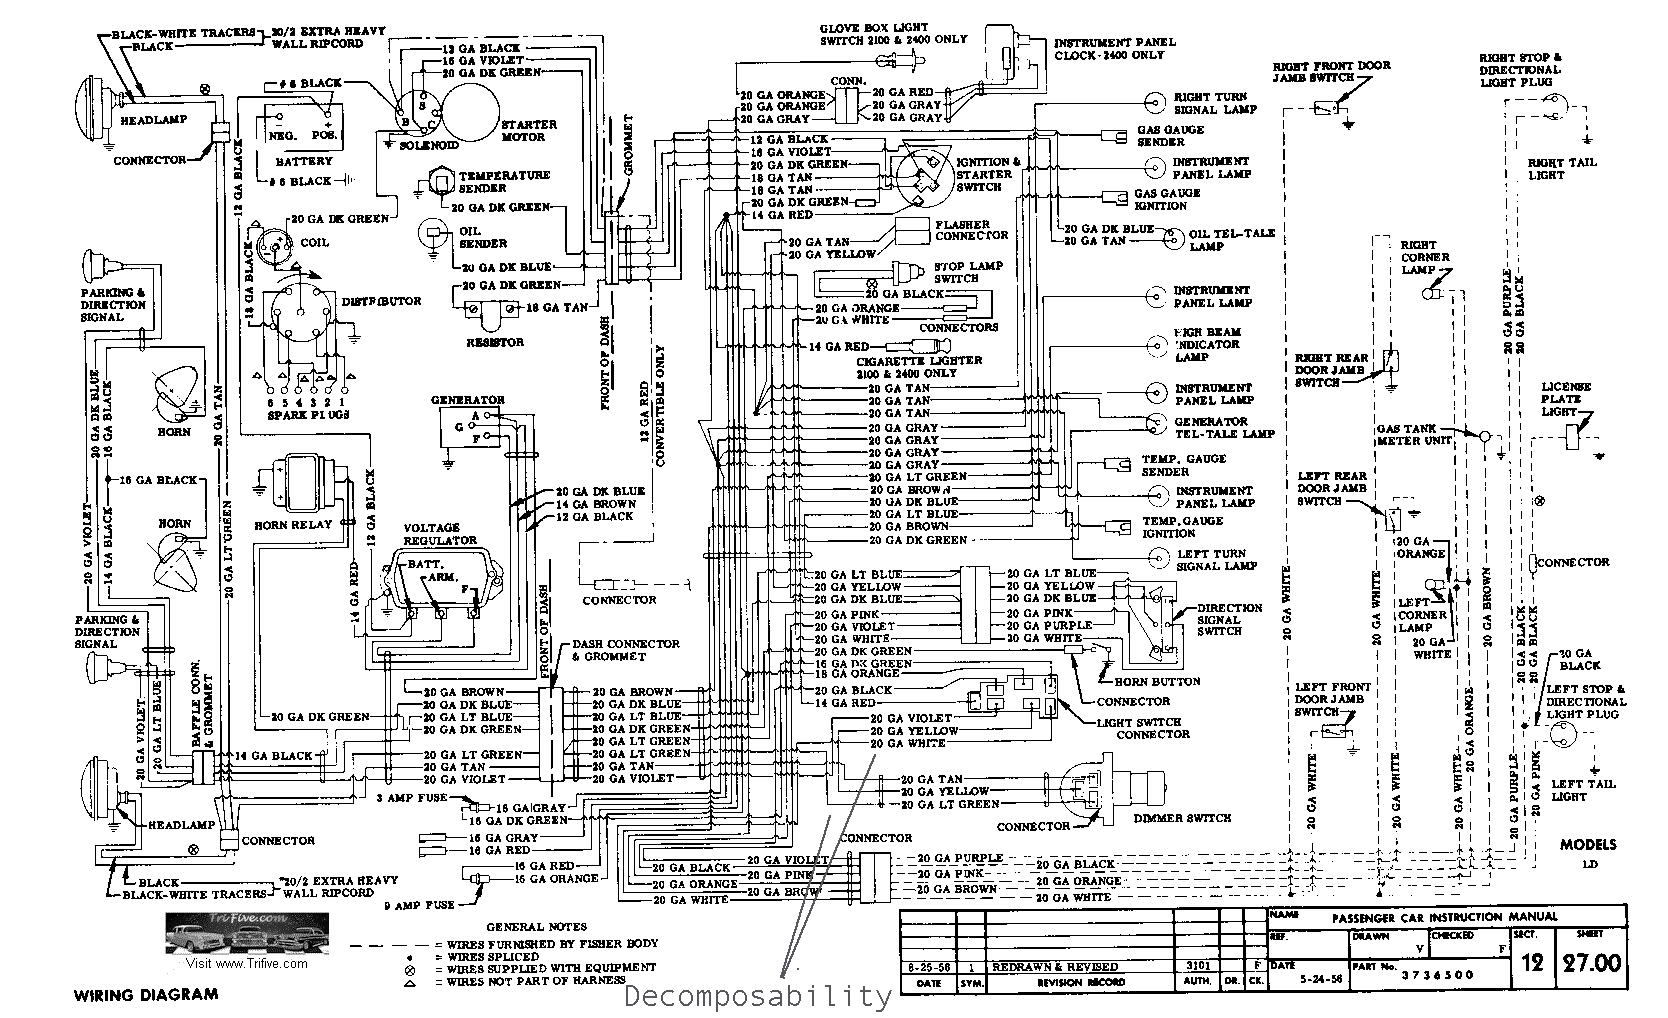 BLACK-WHITE TRACERS
BLACK
20/2 EXTRA HEAVY
WALL RIPCORD
13 GA BLACK
16 GA VIOLET
20 GA DK GREEN
# 6 BLACK
HEADLAMP
NEG. POS.
BATTERY
CONNECTOR
# 6 BLACK
B
S
C
SOLENOID
STARTER
MOTOR
GROMMET
TEMPERATURE
SENDER
20 GA DK GREEN
12 GA BLACK
20 GA DK GREEN
COIL
OIL
SENDER
20 GA DK BLUE
20 GA DK GREEN
18 GA TAN
RESISTOR
18 GA BLACK
DISTRIBUTOR
6 5 4 3 2 1
SPARK PLUGS
PARKING &
DIRECTION
SIGNAL
HORN
20 GA DK BLUE
16 GA BLACK
20 GA TAN
16 GA BLACK
HORN
20 GA VIOLET
14 GA BLACK
20 GA LT GREEN
HORN RELAY
GENERATOR
A
G
F
12 GA BLACK
20 GA DK BLUE
14 GA BROWN
12 GA BLACK
VOLTAGE
REGULATOR
BATT.
ARM.
F
14 GA RED
FRONT OF DASH
12 GA RED
CONVERTIBLE ONLY
CONNECTOR
FRONT OF DASH
DASH CONNECTOR
& GROMMET
PARKING &
DIRECTION
SIGNAL
20 GA VIOLET
20 GA LT BLUE
BAFFLE CONN.
& GROMMET
20 GA DK GREEN
14 GA BLACK
20 GA BROWN
20 GA DK BLUE
20 GA LT BLUE
20 GA DK GREEN
20 GA LT GREEN
20 GA TAN
20 GA VIOLET
20 GA BROWN
20 GA DK BLUE
20 GA LT BLUE
20 GA DK GREEN
20 GA LT GREEN
20 GA LT GREEN
20 GA TAN
20 GA VIOLET
HEADLAMP
CONNECTOR
BLACK
BLACK-WHITE TRACERS
20/2 EXTRA HEAVY
WALL RIPCORD
3 AMP FUSE
16 GA GRAY
16 GA DK GREEN
16 GA GRAY
16 GA RED
16 GA RED
16 GA ORANGE
9 AMP FUSE
GLOVE BOX LIGHT
SWITCH 2100 & 2400 ONLY
INSTRUMENT PANEL
CLOCK-2400 ONLY
CONN.
20 GA ORANGE
20 GA ORANGE
20 GA GRAY
20 GA RED
20 GA GRAY
20 GA GRAY
12 GA BLACK
16 GA VIOLET
20 GA DK GREEN
18 GA TAN
18 GA TAN
20 GA DK GREEN
14 GA RED
IGNITION &
STARTER
SWITCH
20 GA TAN
20 GA YELLOW
FLASHER
CONNECTOR
STOP LAMP
SWITCH
20 GA BLACK
20 GA ORANGE
20 GA WHITE
CONNECTORS
14 GA RED
CIGARETTE LIGHTER
2100 & 2400 ONLY
20 GA TAN
20 GA TAN
20 GA TAN
20 GA GRAY
20 GA GRAY
20 GA GRAY
20 GA GRAY
20 GA LT GREEN
20 GA BROWN
20 GA DK BLUE
20 GA LT BLUE
20 GA BROWN
20 GA DK GREEN
RIGHT TURN
SIGNAL LAMP
GAS GAUGE
SENDER
INSTRUMENT
PANEL LAMP
GAS GAUGE
IGNITION
20 GA DK BLUE
20 GA TAN
OIL TEL-TALE
LAMP
INSTRUMENT
PANEL LAMP
HIGH BEAM
INDICATOR
LAMP
INSTRUMENT
PANEL LAMP
GENERATOR
TEL-TALE LAMP
TEMP. GAUGE
SENDER
INSTRUMENT
PANEL LAMP
TEMP. GAUGE
IGNITION
LEFT TURN
SIGNAL LAMP
20 GA LT BLUE
20 GA YELLOW
20 GA DK BLUE
20 GA PINK
20 GA VIOLET
20 GA WHITE
20 GA DK GREEN
16 GA DK GREEN
18 GA ORANGE
20 GA BLACK
14 GA RED
20 GA VIOLET
20 GA YELLOW
20 GA WHITE
20 GA LT BLUE
20 GA YELLOW
20 GA DK BLUE
20 GA PINK
20 GA PURPLE
20 GA WHITE
DIRECTION
SIGNAL
SWITCH
HORN BUTTON
CONNECTOR
LIGHT SWITCH
CONNECTOR
20 GA TAN
20 GA YELLOW
20 GA LT GREEN
CONNECTOR
DIMMER SWITCH
CONNECTOR
20 GA BLACK
20 GA ORANGE
20 GA WHITE
20 GA VIOLET
20 GA PINK
20 GA BROWN
20 GA PURPLE
20 GA PINK
20 GA BROWN
20 GA BLACK
20 GA ORANGE
20 GA WHITE
RIGHT FRONT DOOR
JAMB SWITCH
RIGHT STOP &
DIRECTIONAL
LIGHT PLUG
RIGHT TAIL
LIGHT
RIGHT
CORNER
LAMP
20 GA PURPLE
20 GA BLACK
RIGHT REAR
DOOR JAMB
SWITCH
LICENSE
PLATE
LIGHT
GAS TANK
METER UNIT
LEFT REAR
DOOR JAMB
SWITCH
20 GA
ORANGE
CONNECTOR
LEFT
CORNER
LAMP
20 GA
WHITE
20 GA WHITE
20 GA WHITE
20 GA BROWN
20 GA BLACK
20 GA BLACK
20 GA
BLACK
LEFT FRONT
DOOR JAMB
SWITCH
LEFT STOP &
DIRECTIONAL
LIGHT PLUG
20 GA WHITE
20 GA WHITE
20 GA WHITE
20 GA ORANGE
20 GA PURPLE
20 GA PINK
LEFT TAIL
LIGHT
MODELS
LD
TriFive.com
Visit www.Trifive.com
WIRING DIAGRAM
GENERAL NOTES
= WIRES FURNISHED BY FISHER BODY
= WIRES SPLICED
= WIRES SUPPLIED WITH EQUIPMENT
= WIRES NOT PART OF HARNESS
Decomposability
8-25-56 1 REDRAWN & REVISED 3101 F
DATE SYM. REVISION RECORD AUTH. DR. CK.
NAME PASSENGER CAR INSTRUCTION MANUAL
REF. DRAWN V CHECKED F SECT. 12 SHEET 27.00
DATE 5-24-56 PART No. 3736500